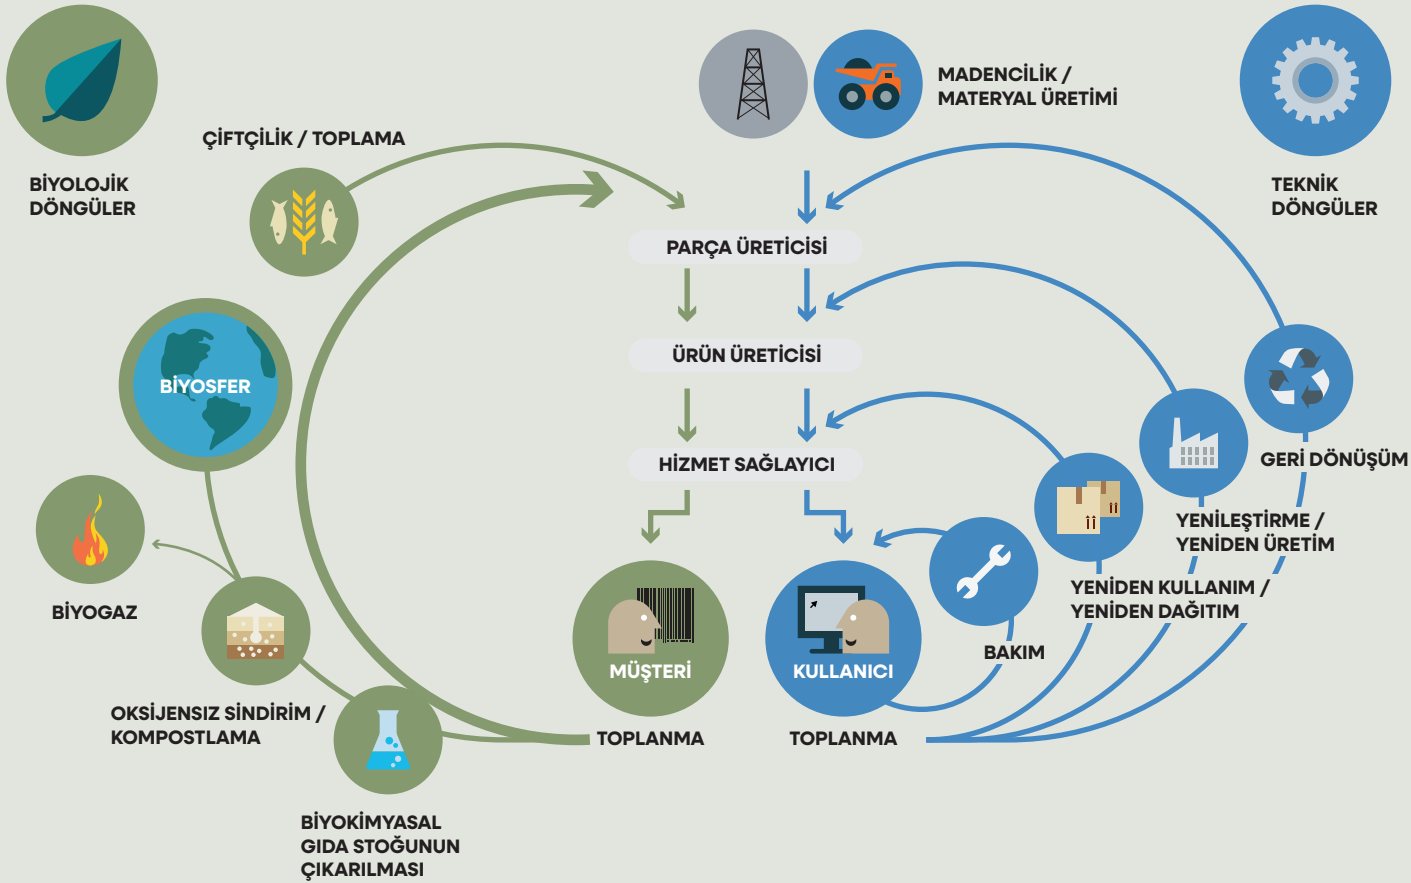 MADENCİLİK /
MATERYAL ÜRETİMİ
ÇİFTÇİLİK / TOPLAMA
BİYOLOJİK
DÖNGÜLER
TEKNİK
DÖNGÜLER
PARÇA ÜRETİCİSİ
ÜRÜN ÜRETİCİSİ
BİYOSFER
HİZMET SAĞLAYICI
GERİ DÖNÜŞÜM
YENİLEŞTİRME /
YENİDEN ÜRETİM
YENİDEN KULLANIM /
YENİDEN DAĞITIM
BİYOGAZ
BAKIM
MÜŞTERİ
KULLANICI
OKSİJENSIZ SİNDİRİM /
KOMPOSTLAMA
TOPLANMA
TOPLANMA
BİYOKİMYASAL
GIDA STOĞUNUN
ÇIKARILMASI